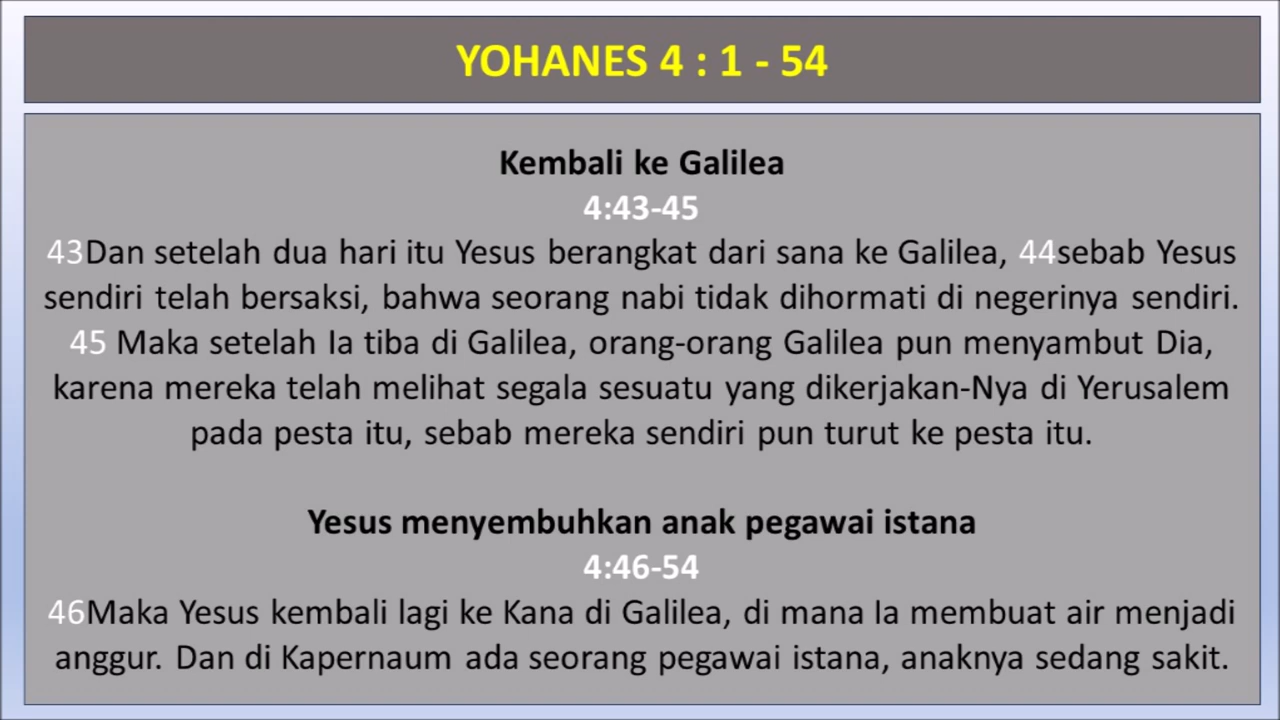 YOHANES 4 : 1 - 54
Kembali ke Galilea
4:43-45
43Dan setelah dua hari itu Yesus berangkat dari sana ke Galilea, 44sebab Yesus
sendiri telah bersaksi, bahwa seorang nabi tidak dihormati di negerinya sendiri.
45 Maka setelah Ia tiba di Galilea, orang-orang Galilea pun menyambut Dia,
karena mereka telah melihat segala sesuatu yang dikerjakan-Nya di Yerusalem
pada pesta itu, sebab mereka sendiri pun turut ke pesta itu.
Yesus menyembuhkan anak pegawai istana
4:46-54
46Maka Yesus kembali lagi ke Kana di Galilea, di mana Ia membuat air menjadi
anggur. Dan di Kapernaum ada seorang pegawai istana, anaknya sedang sakit.